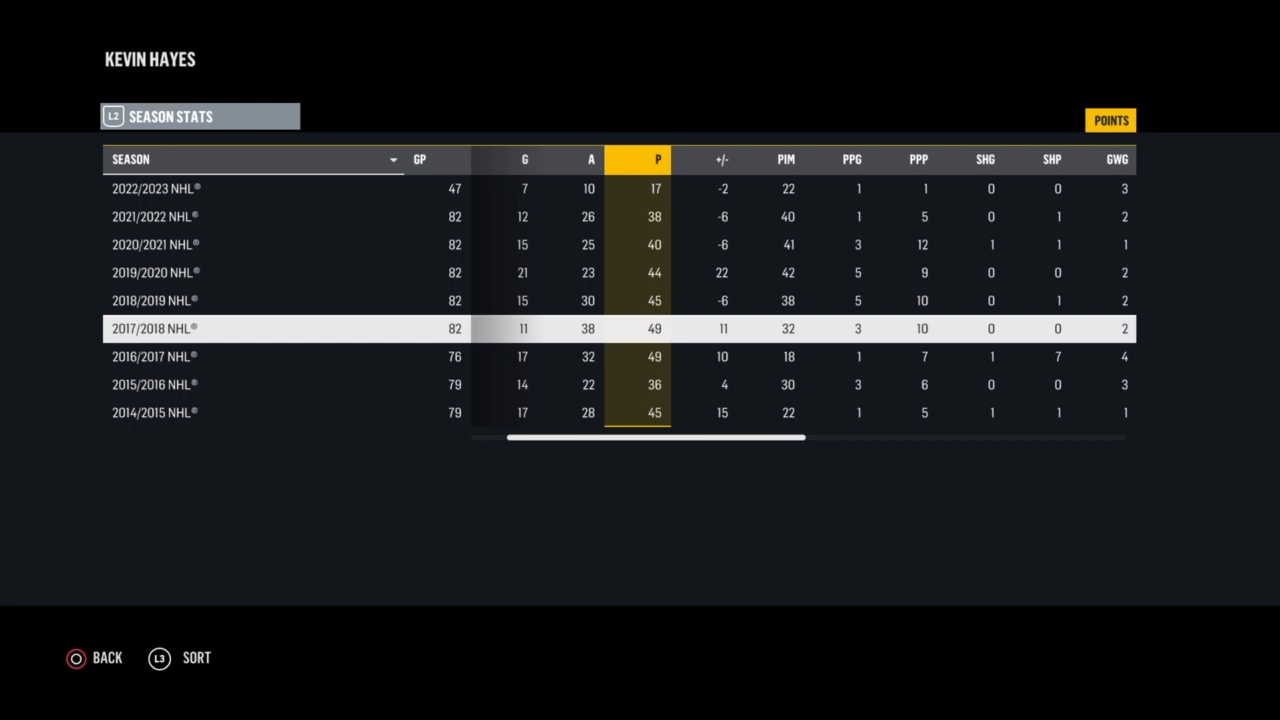 KEVIN HAYES
L2 SEASON STATS
POINTS
SEASON GP G A P +/- PIM PPG PPP SHG SHP GWG
2022/2023 NHL® 47 7 10 17 -2 22 1 1 0 0 3
2021/2022 NHL® 82 12 26 38 -6 40 1 5 0 1 2
2020/2021 NHL® 82 15 25 40 -6 41 3 12 1 1 1
2019/2020 NHL® 82 21 23 44 22 42 5 9 0 0 2
2018/2019 NHL® 82 15 30 45 -6 38 5 10 0 1 2
2017/2018 NHL® 82 11 38 49 11 32 3 10 0 0 2
2016/2017 NHL® 76 17 32 49 10 18 1 7 1 7 4
2015/2016 NHL® 79 14 22 36 4 30 3 6 0 0 3
2014/2015 NHL® 79 17 28 45 15 22 1 5 1 1 1
BACK L3 SORT